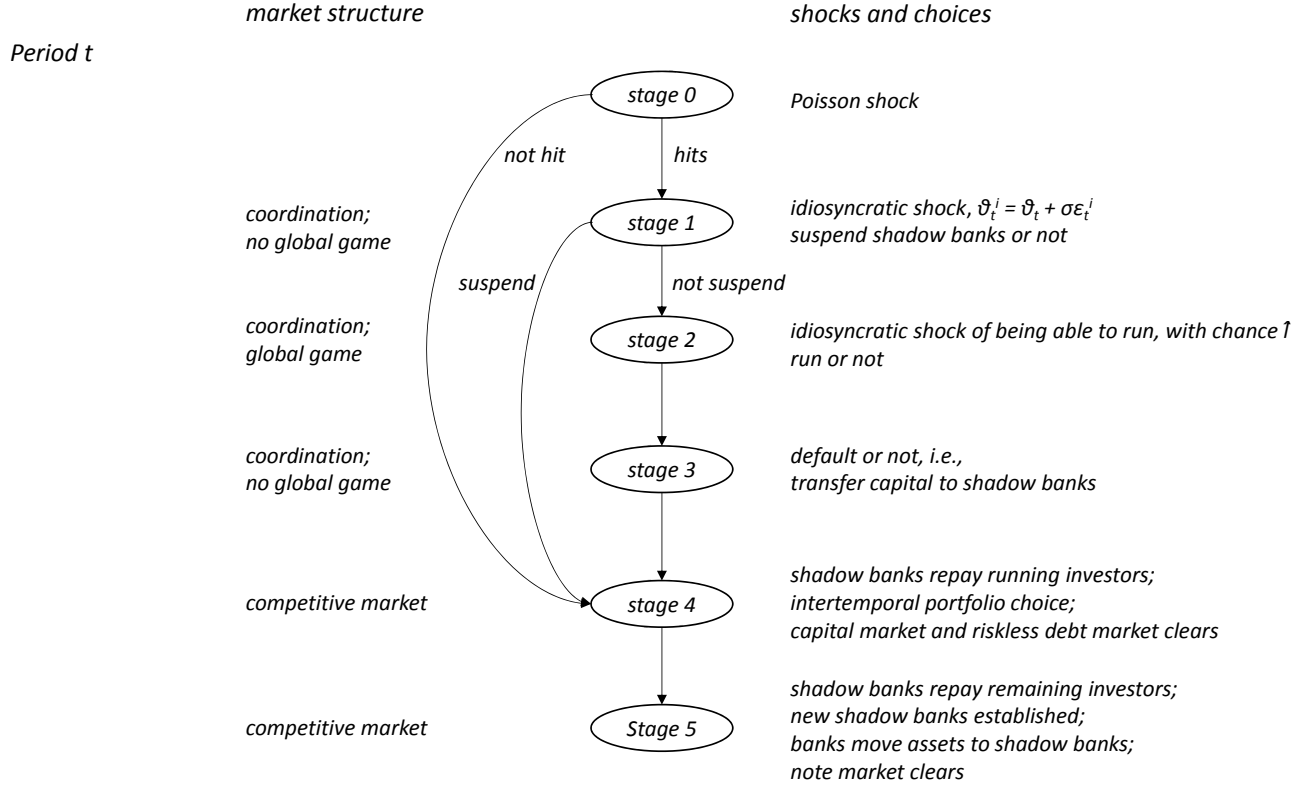 market structure
shocks and choices
Period t
stage 0
Poisson shock
not hit
hits
coordination;
no global game
stage 1
idiosyncratic shock, ϑₜⁱ = ϑₜ + σεₜⁱ
suspend shadow banks or not
suspend
not suspend
coordination;
global game
stage 2
idiosyncratic shock of being able to run, with chance
run or not
coordination;
no global game
stage 3
default or not, i.e.,
transfer capital to shadow banks
competitive market
stage 4
shadow banks repay running investors;
intertemporal portfolio choice;
capital market and riskless debt market clears
competitive market
Stage 5
shadow banks repay remaining investors;
new shadow banks established;
banks move assets to shadow banks;
note market clears